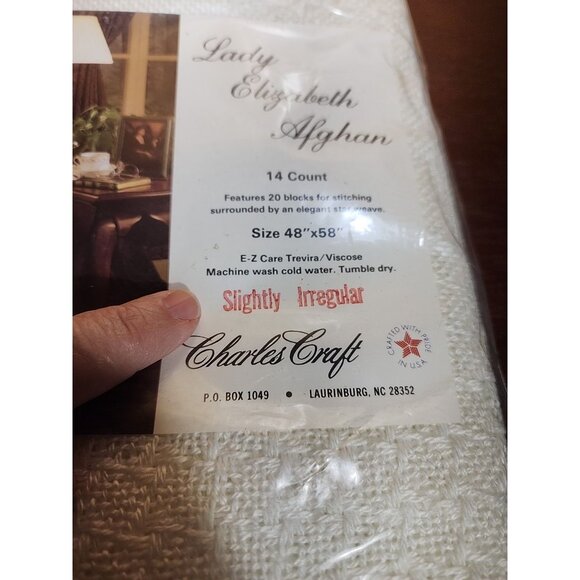 Lady
Elizabeth
Afghan
14 Count
Features 20 blocks for stitching
surrounded by an elegant star weave.
Size 48"x58"
E-Z Care Trevira/Viscose
Machine wash cold water. Tumble dry.
Slightly Irregular
Charles Craft
CRAFTED WITH PRIDE
IN U.S.A
P.O. BOX 1049 • LAURINBURG, NC 28352